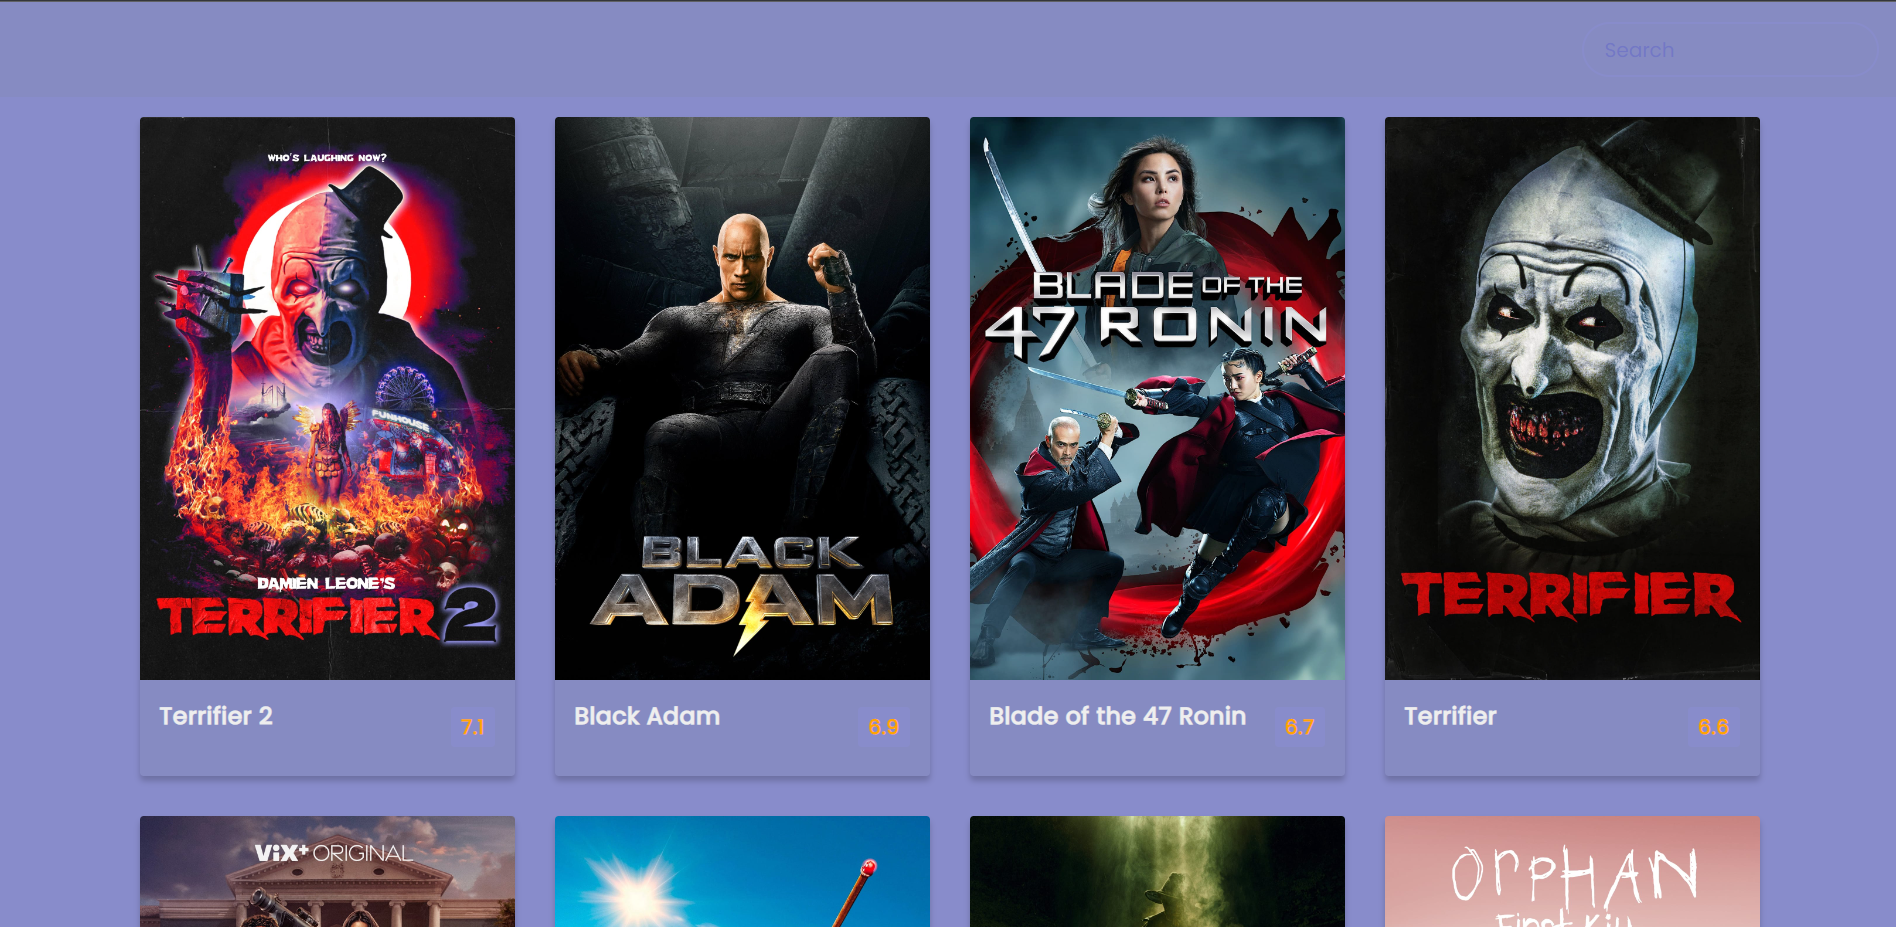 Search
WHO'S LAUGHING NOW?
FUNHOUSE
DAMIEN LEONE'S
TERRIFIER 2
BLACK
ADAM
BLADE OF THE
47 RONIN
TERRIFIER
Terrifier 2
7.1
Black Adam
6.9
Blade of the 47 Ronin
6.7
Terrifier
6.6
ViX+ ORIGINAL
OrpHAN
First Kill